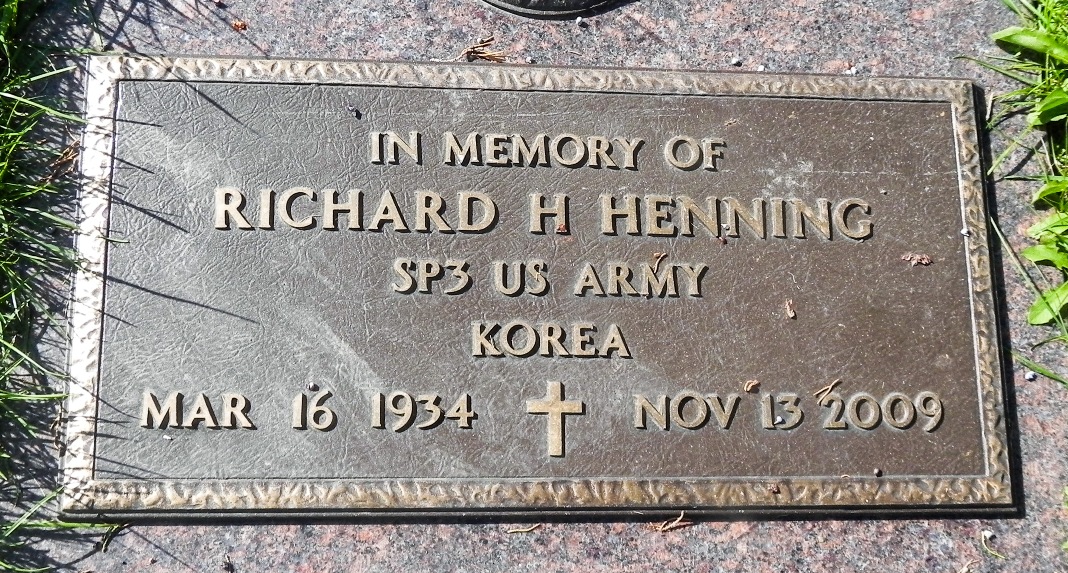 IN MEMORY OF
RICHARD H HENNING
SP3 US ARMY
KOREA
MAR 16 1934 NOV 13 2009